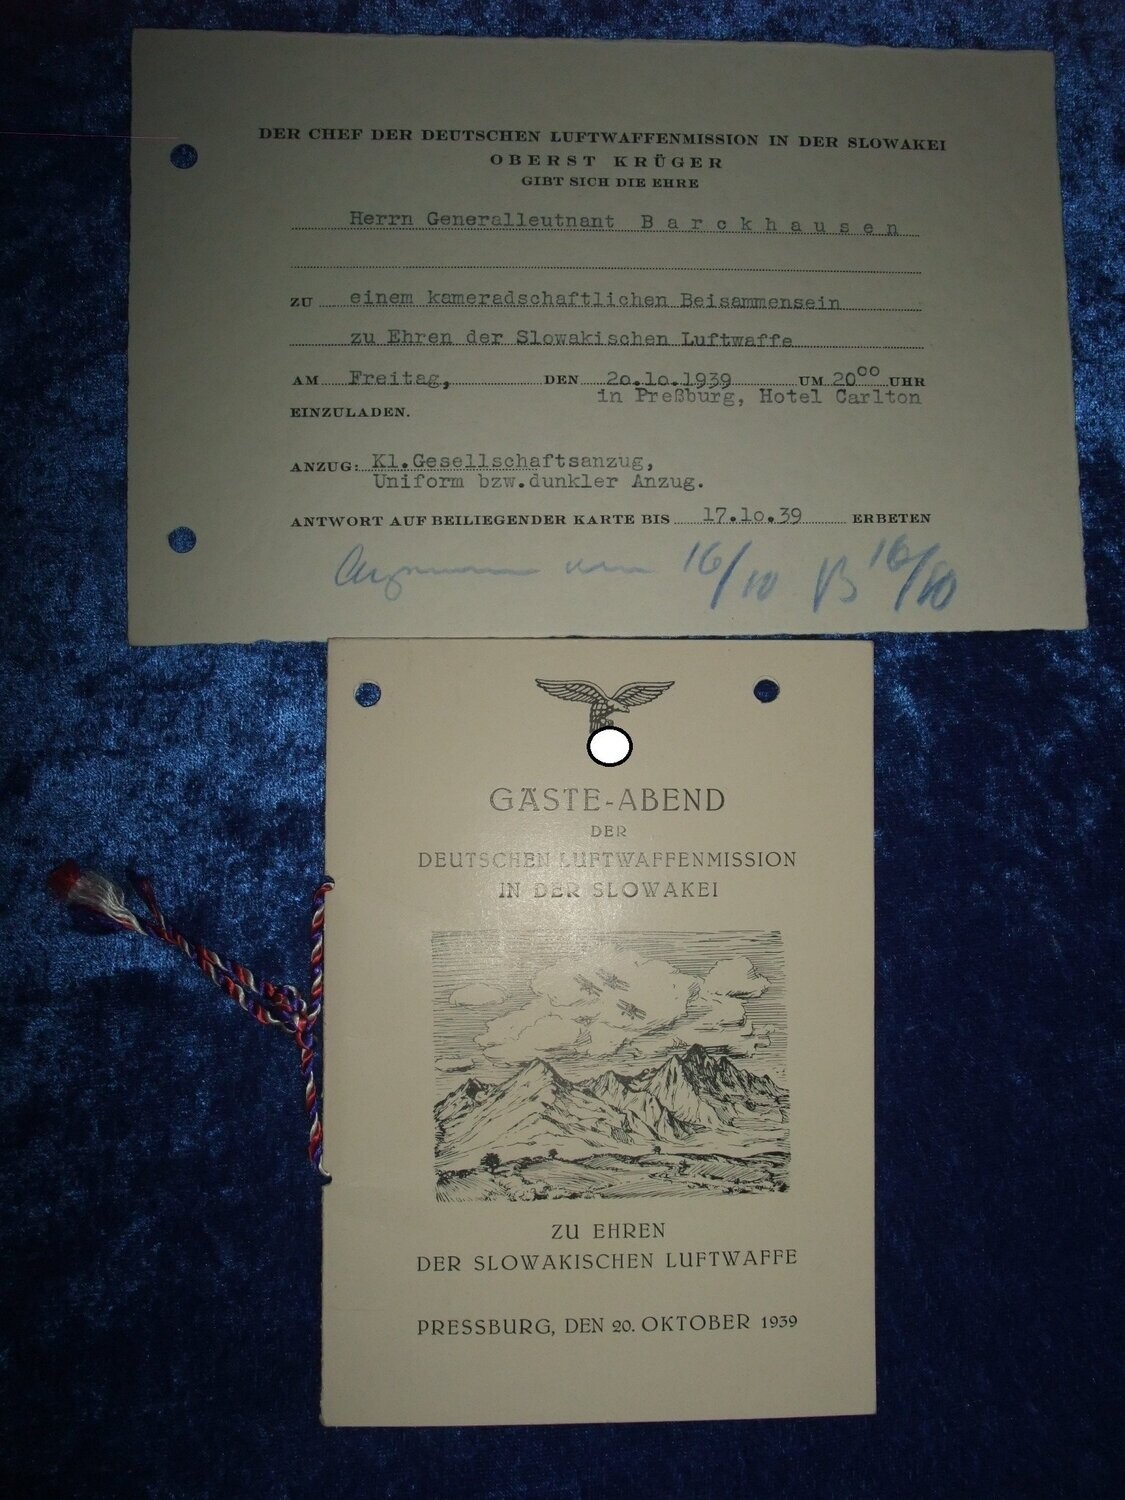 DER CHEF DER DEUTSCHEN LUFTWAFFENMISSION IN DER SLOWAKEI
OBERST KRÜGER
GIBT SICH DIE EHRE
Herrn Generalleutnant Barckhausen
ZU einem kameradschaftlichen Beisammensein
zu Ehren der Slowakischen Luftwaffe
AM Freitag, DEN 20.10.1939 UM 20⁰⁰ UHR
in Preßburg, Hotel Carlton
EINZULADEN.
ANZUG: Kl.Gesellschaftsanzug,
Uniform bzw.dunkler Anzug.
ANTWORT AUF BEILIEGENDER KARTE BIS 17.10.39 ERBETEN
16/10 B 16/10
GÄSTE-ABEND
DER
DEUTSCHEN LUFTWAFFENMISSION
IN DER SLOWAKEI
ZU EHREN
DER SLOWAKISCHEN LUFTWAFFE
PRESSBURG, DEN 20. OKTOBER 1939